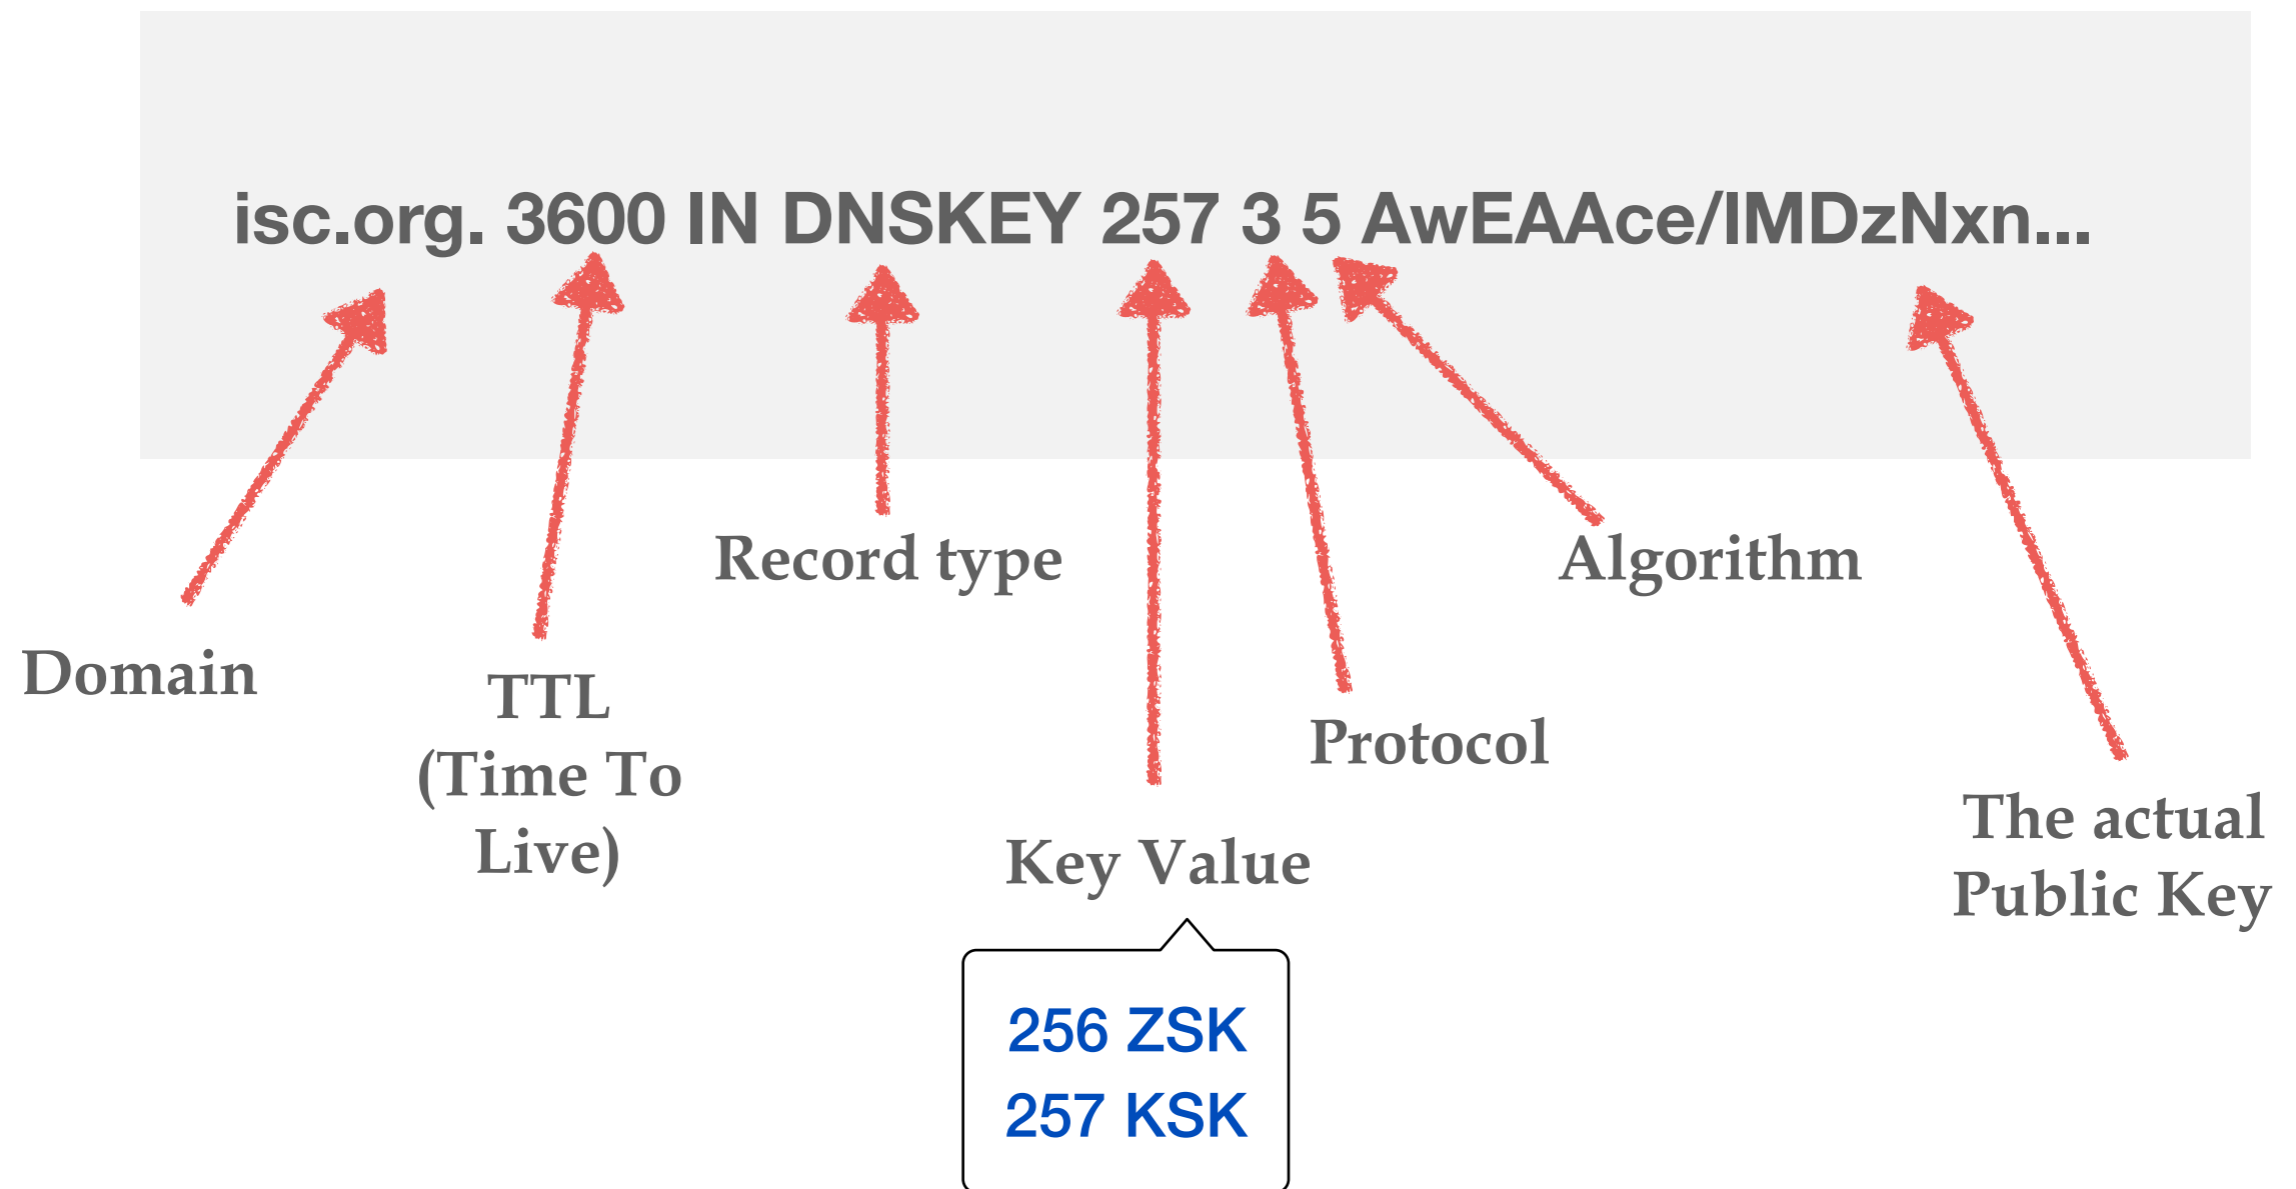 isc.org. 3600 IN DNSKEY 257 3 5 AwEAAce/IMDzNxn...
Record type
Algorithm
Domain
TTL
(Time To
Live)
Protocol
Key Value
The actual
Public Key
256 ZSK
257 KSK